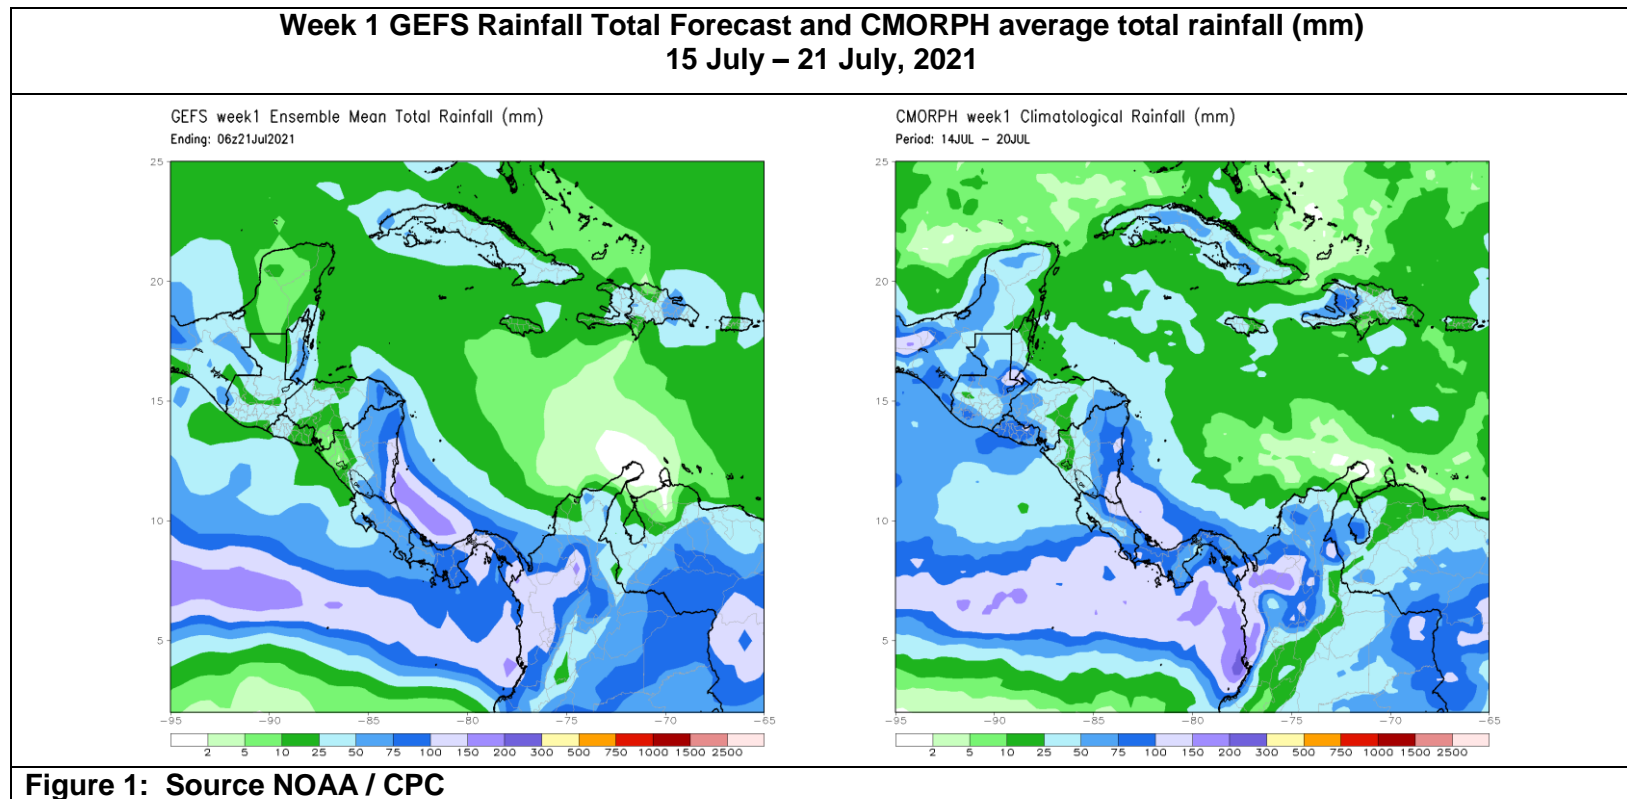 Week 1 GEFS Rainfall Total Forecast and CMORPH average total rainfall (mm)
15 July – 21 July, 2021
GEFS week1 Ensemble Mean Total Rainfall (mm)
Ending: 06z21Jul2021
25
20
15
10
5
-95 -90 -85 -80 -75 -70 -65
2 5 10 25 50 75 100 150 200 300 500 750 1000 1500 2500
CMORPH week1 Climatological Rainfall (mm)
Period: 14JUL – 20JUL
25
20
15
10
5
-95 -90 -85 -80 -75 -70 -65
2 5 10 25 50 75 100 150 200 300 500 750 1000 1500 2500
Figure 1: Source NOAA / CPC